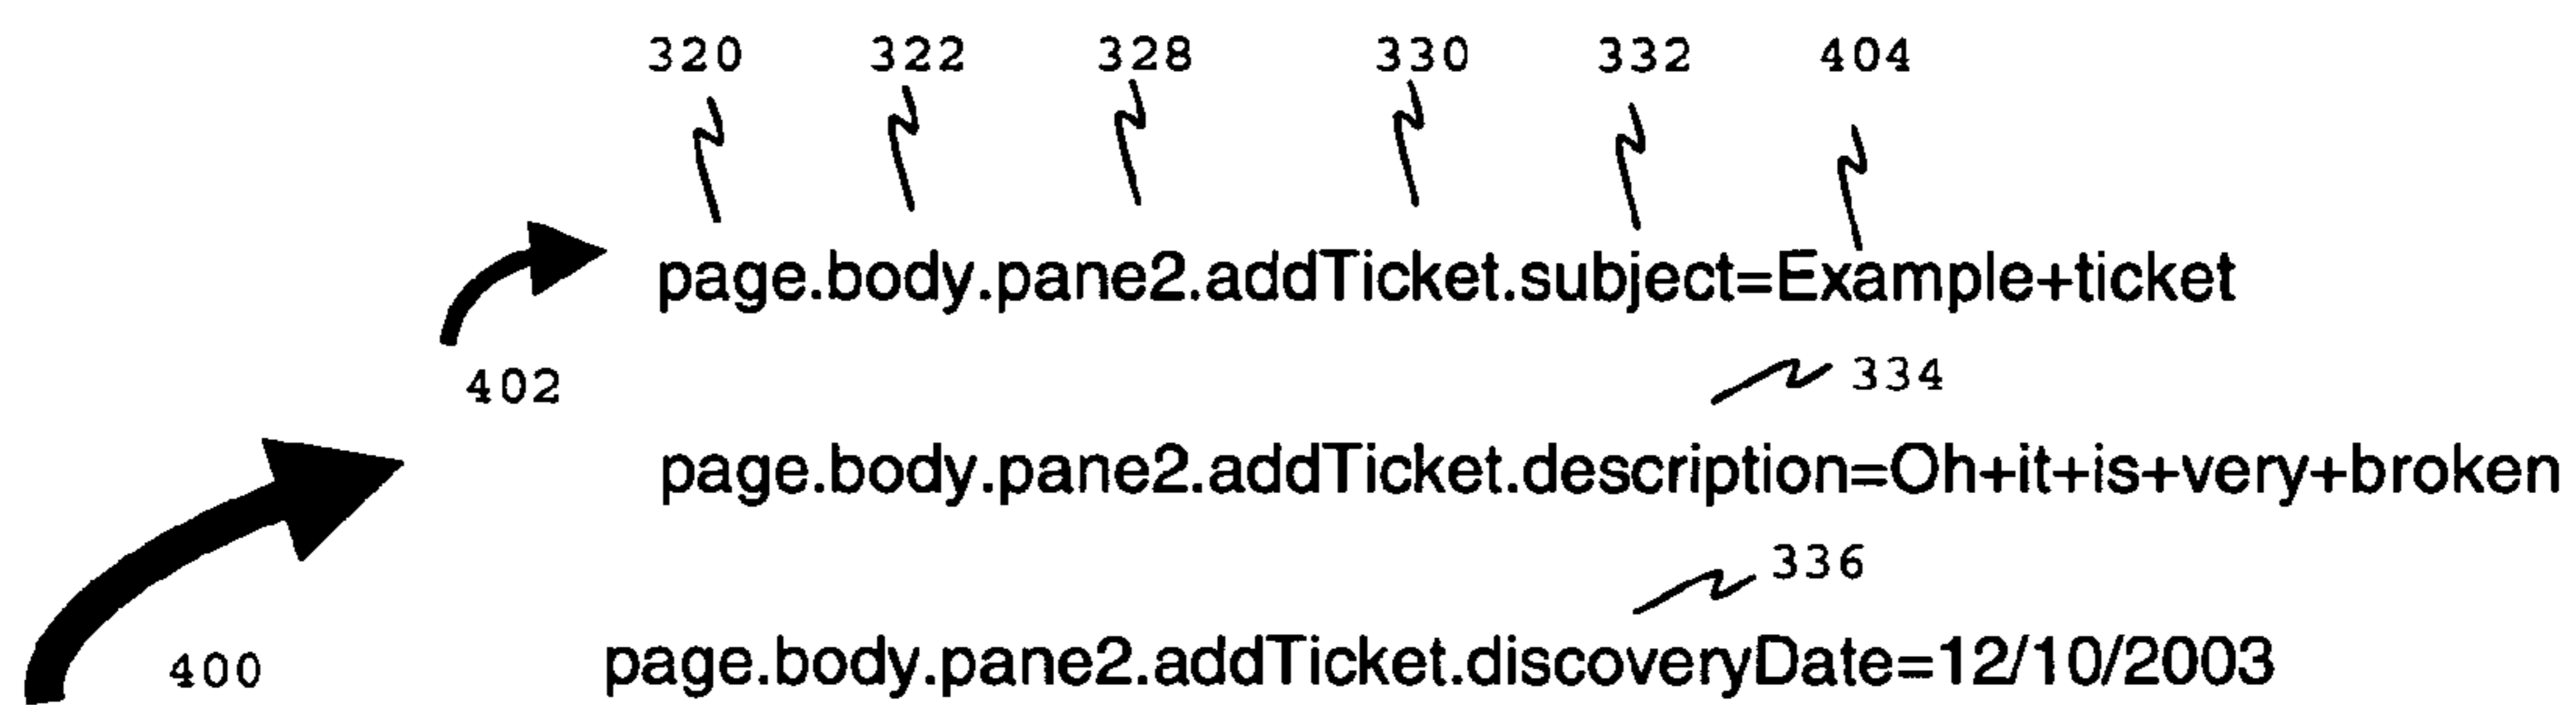 320 322 328 330 332 404
page.body.pane2.addTicket.subject=Example+ticket
402
334
page.body.pane2.addTicket.description=Oh+it+is+very+broken
336
page.body.pane2.addTicket.discoveryDate=12/10/2003
400